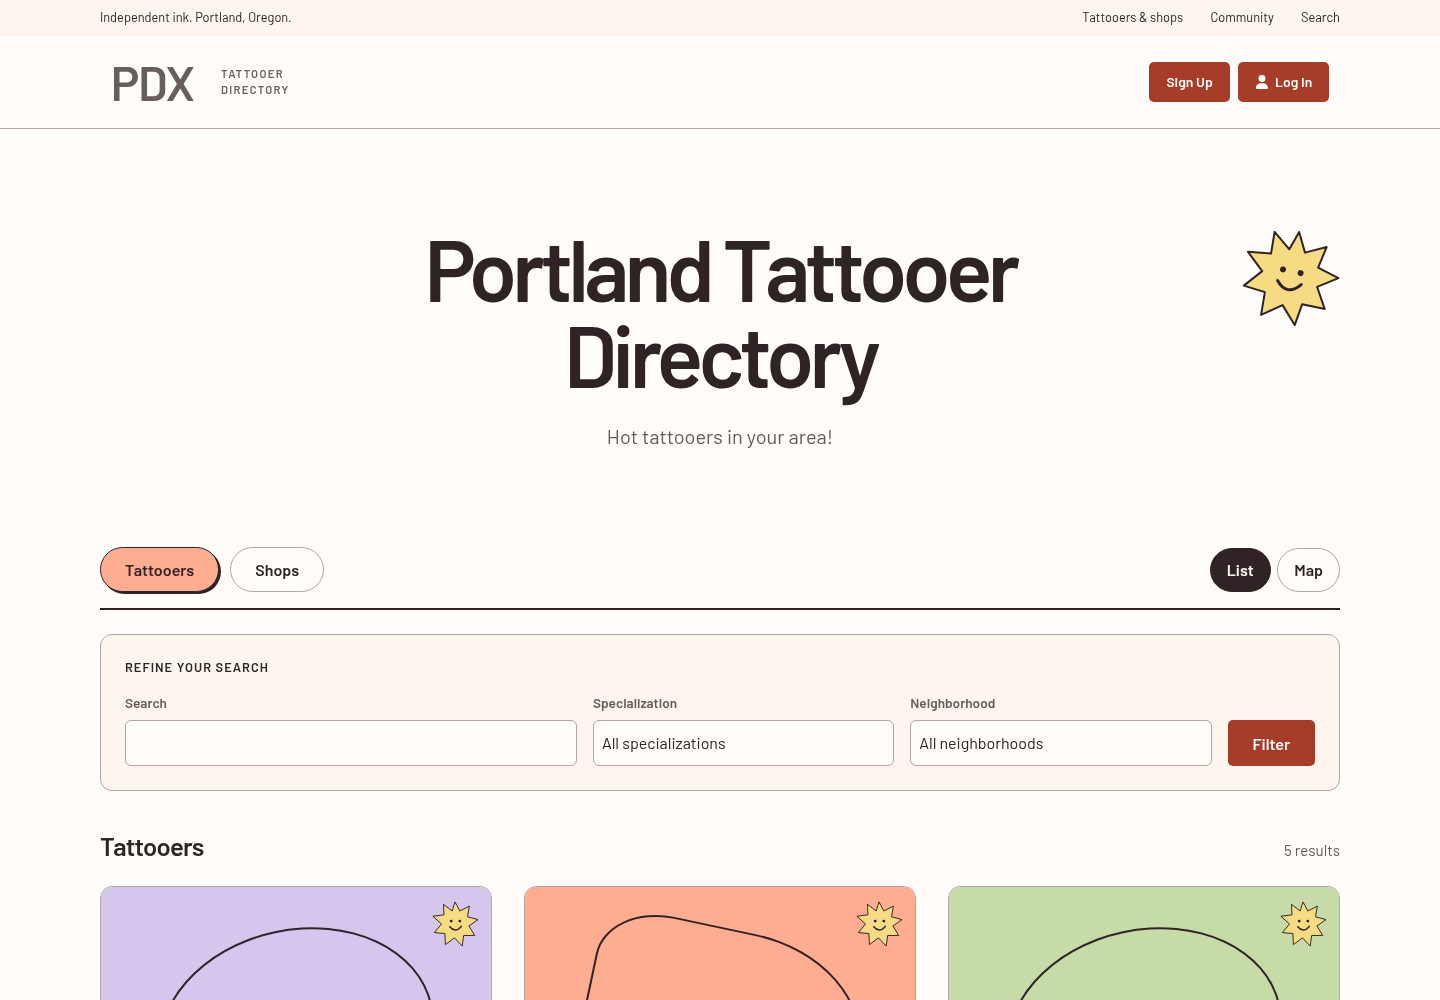 Independent ink. Portland, Oregon.
Tattooers & shops
Community
Search
PDX
TATTOOER
DIRECTORY
Sign Up
Log In
Portland Tattooer
Directory
Hot tattooers in your area!
Tattooers
Shops
List
Map
REFINE YOUR SEARCH
Search
Specialization
Neighborhood
All specializations
All neighborhoods
Filter
Tattooers
5 results